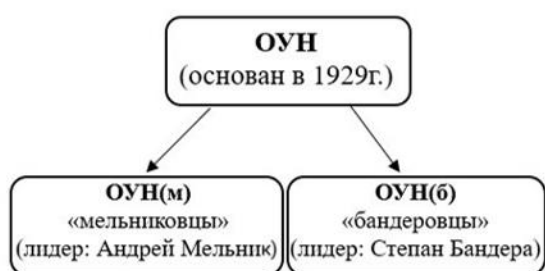 ОУН
(основан в 1929г.)
ОУН(м)
«мельниковцы»
(лидер: Андрей Мельник)
ОУН(б)
«бандеровцы»
(лидер: Степан Бандера)